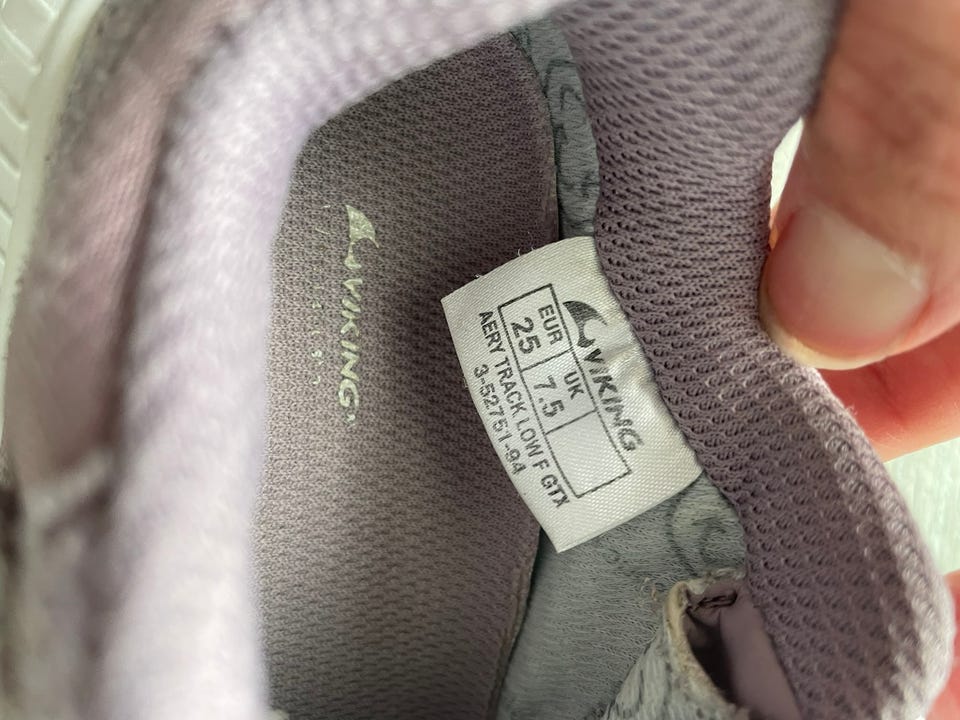 VIKING®
VIKING
EUR UK
25 7.5
AERY TRACK LOW F GTX
3-52751-94